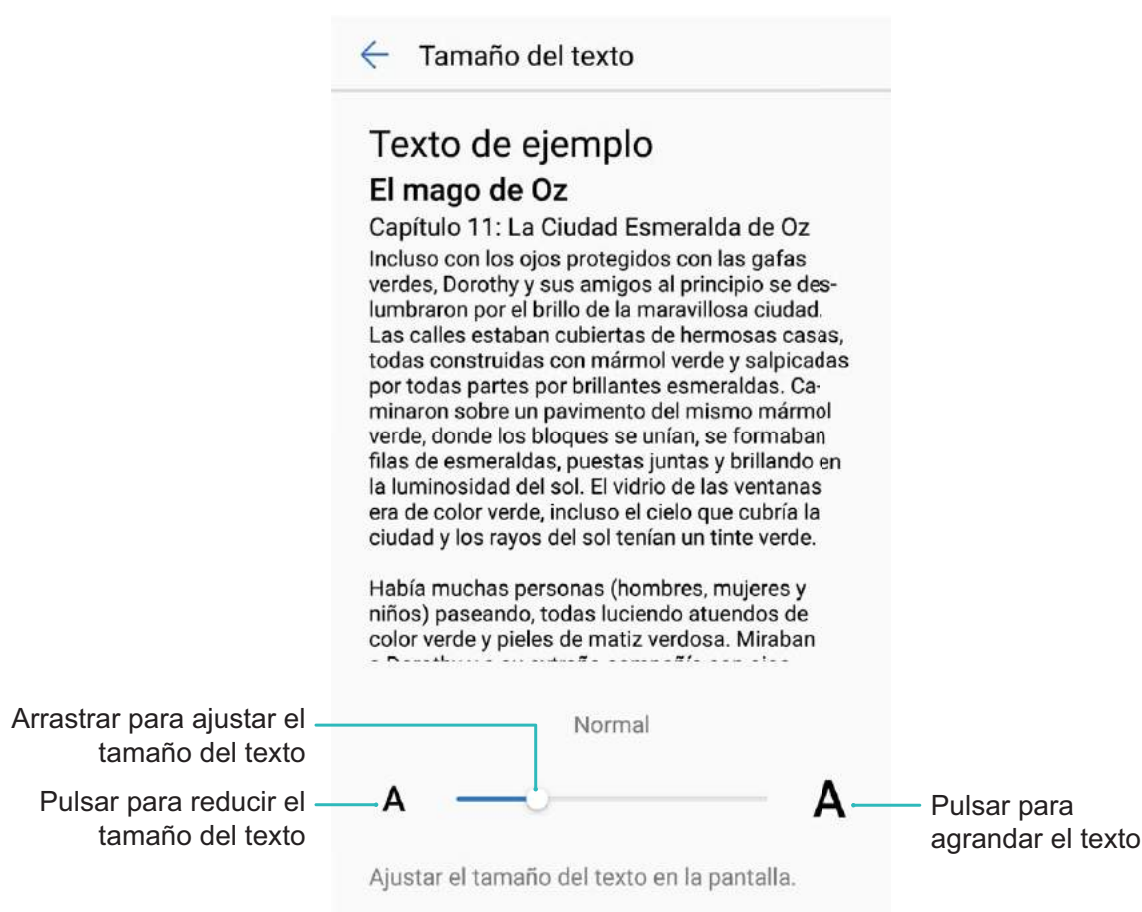 Tamaño del texto
Texto de ejemplo
El mago de Oz
Capítulo 11: La Ciudad Esmeralda de Oz
Incluso con los ojos protegidos con las gafas
verdes, Dorothy y sus amigos al principio se des-
lumbraron por el brillo de la maravillosa ciudad.
Las calles estaban cubiertas de hermosas casas,
todas construidas con mármol verde y salpicadas
por todas partes por brillantes esmeraldas. Ca-
minaron sobre un pavimento del mismo mármol
verde, donde los bloques se unían, se formaban
filas de esmeraldas, puestas juntas y brillando en
la luminosidad del sol. El vidrio de las ventanas
era de color verde, incluso el cielo que cubría la
ciudad y los rayos del sol tenían un tinte verde.
Había muchas personas (hombres, mujeres y
niños) paseando, todas luciendo atuendos de
color verde y pieles de matiz verdosa. Miraban
Arrastrar para ajustar el
tamaño del texto
Normal
Pulsar para reducir el
tamaño del texto
A
A
Pulsar para
agrandar el texto
Ajustar el tamaño del texto en la pantalla.